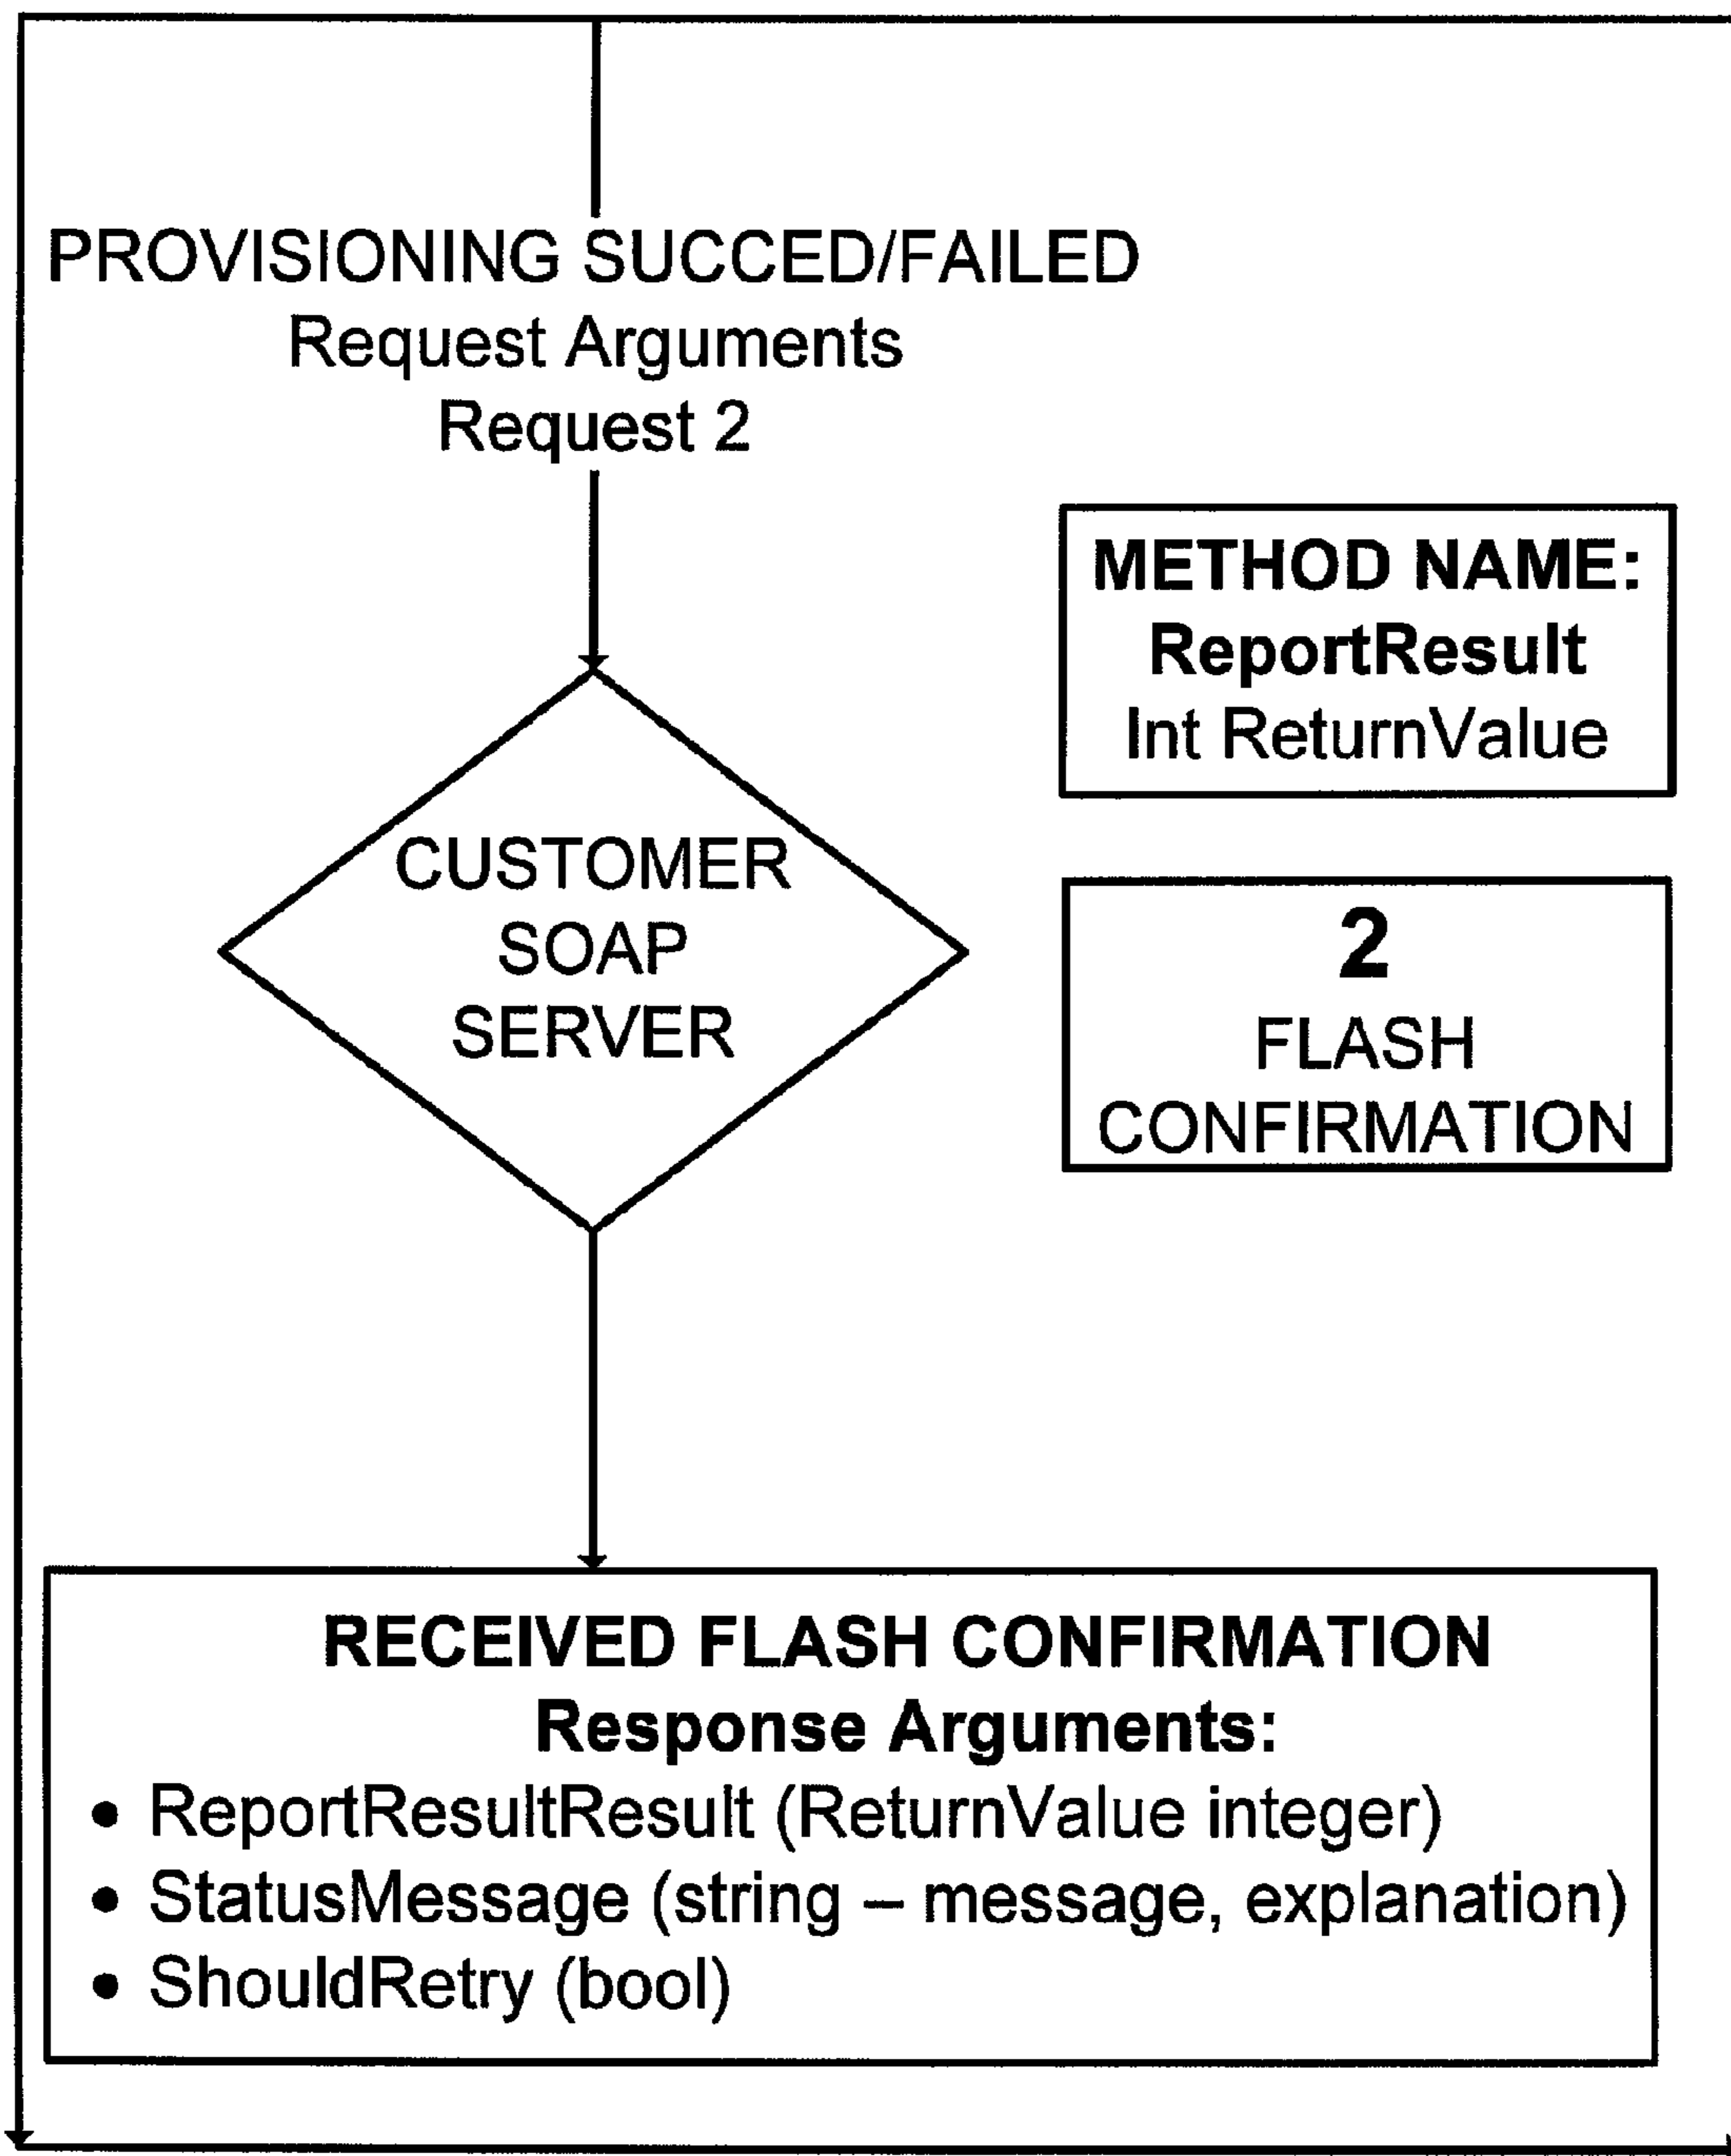 PROVISIONING SUCCED/FAILED
Request Arguments
Request 2
METHOD NAME:
ReportResult
Int ReturnValue
CUSTOMER
SOAP
SERVER
2
FLASH
CONFIRMATION
RECEIVED FLASH CONFIRMATION
Response Arguments:
• ReportResultResult (ReturnValue integer)
• StatusMessage (string – message, explanation)
• ShouldRetry (bool)